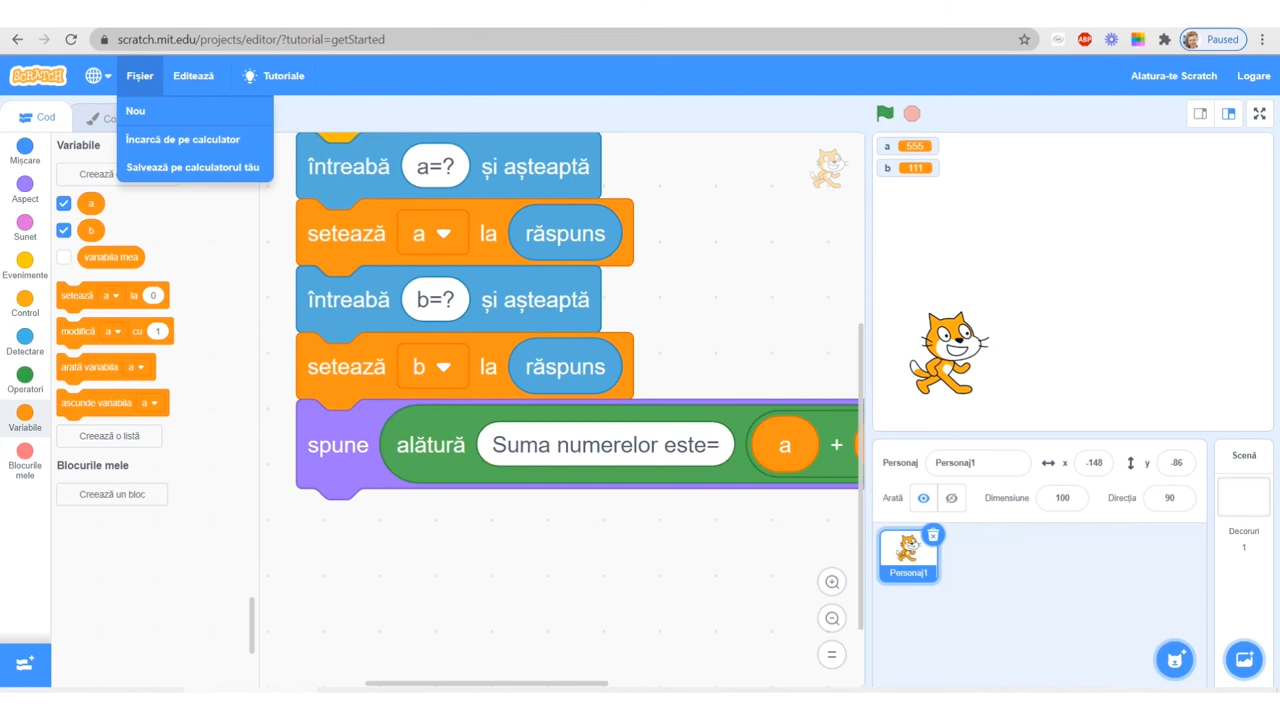 scratch.mit.edu/projects/editor/?tutorial=getStarted
ABP
Paused
SCRATCH
Fișier
Editează
Tutoriale
Alatura-te Scratch
Logare
Nou
Încarcă de pe calculator
Salvează pe calculatorul tău
Cod
Co
Mișcare
Aspect
Sunet
Evenimente
Control
Detectare
Operatori
Variabile
Blocurile
mele
Variabile
Creează o
a
b
variabila mea
setează a la 0
modifică a cu 1
arată variabila a
ascunde variabila a
Creează o listă
Blocurile mele
Creează un bloc
întreabă a=? și așteaptă
setează a la răspuns
întreabă b=? și așteaptă
setează b la răspuns
spune alătură Suma numerelor este= a +
a 555
b 111
Personaj Personaj1 x -148 y -86
Arată Dimensiune 100 Direcția 90
Personaj1
Scenă
Decoruri
1